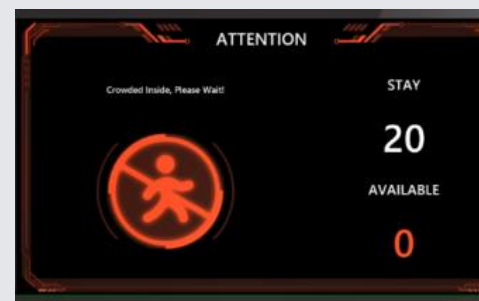 ATTENTION
Crowded Inside, Please Wait!
STAY
20
AVAILABLE
0